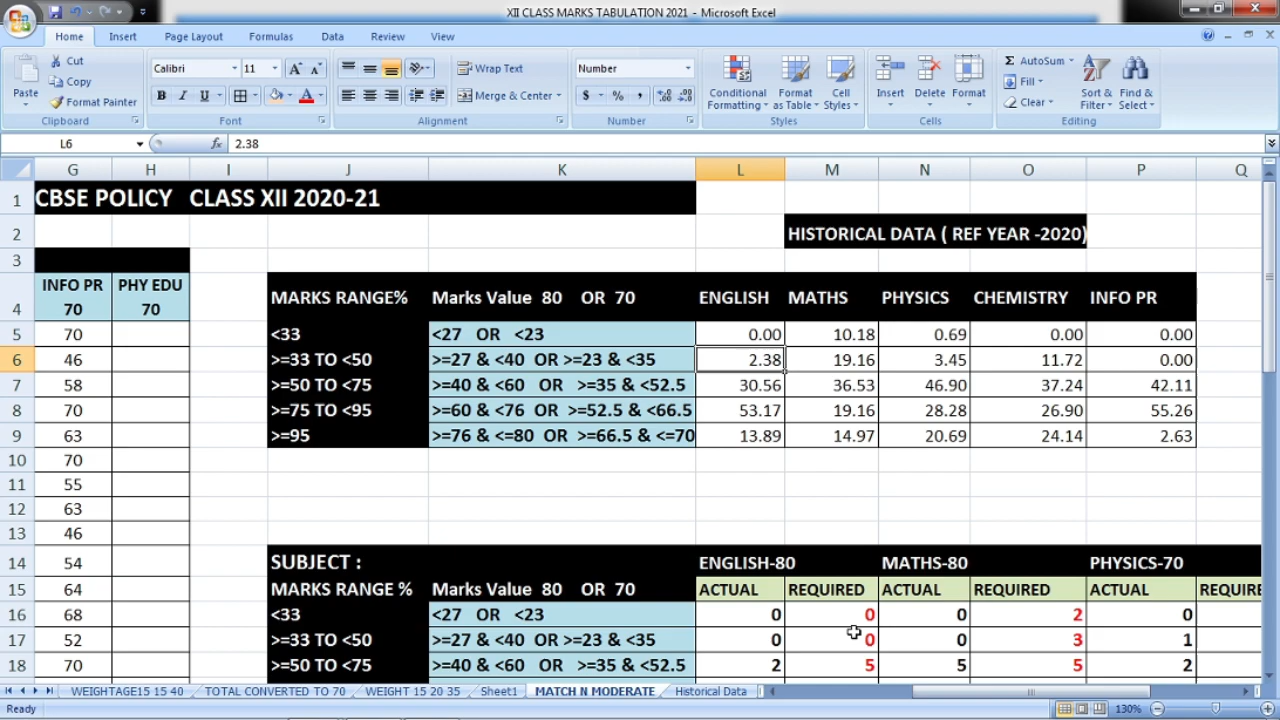 XII CLASS MARKS TABULATION 2021 - Microsoft Excel
Home Insert Page Layout Formulas Data Review View
Paste Cut Copy Format Painter Clipboard
Calibri 11 B I U Font
Wrap Text Merge & Center Alignment
Number $ % , Number
Conditional Formatting Format as Table Cell Styles Styles
Insert Delete Format Cells
Σ AutoSum Fill Clear Sort & Filter Find & Select Editing
L6 fx 2.38
G H I J K L M N O P Q
1 CBSE POLICY CLASS XII 2020-21
2 HISTORICAL DATA ( REF YEAR -2020)
3
4 INFO PR 70 PHY EDU 70 MARKS RANGE% Marks Value 80 OR 70 ENGLISH MATHS PHYSICS CHEMISTRY INFO PR
5 70 <33 <27 OR <23 0.00 10.18 0.69 0.00 0.00
6 46 >=33 TO <50 >=27 & <40 OR >=23 & <35 2.38 19.16 3.45 11.72 0.00
7 58 >=50 TO <75 >=40 & <60 OR >=35 & <52.5 30.56 36.53 46.90 37.24 42.11
8 70 >=75 TO <95 >=60 & <76 OR >=52.5 & <66.5 53.17 19.16 28.28 26.90 55.26
9 63 >=95 >=76 & <=80 OR >=66.5 & <=70 13.89 14.97 20.69 24.14 2.63
10 70
11 55
12 63
13 46
14 54 SUBJECT : ENGLISH-80 MATHS-80 PHYSICS-70
15 64 MARKS RANGE % Marks Value 80 OR 70 ACTUAL REQUIRED ACTUAL REQUIRED ACTUAL REQUIRE
16 68 <33 <27 OR <23 0 0 0 2 0
17 52 >=33 TO <50 >=27 & <40 OR >=23 & <35 0 0 0 3 1
18 70 >=50 TO <75 >=40 & <60 OR >=35 & <52.5 2 5 5 5 2
WEIGHTAGE15 15 40 TOTAL CONVERTED TO 70 WEIGHT 15 20 35 Sheet1 MATCH N MODERATE Historical Data
Ready 130%